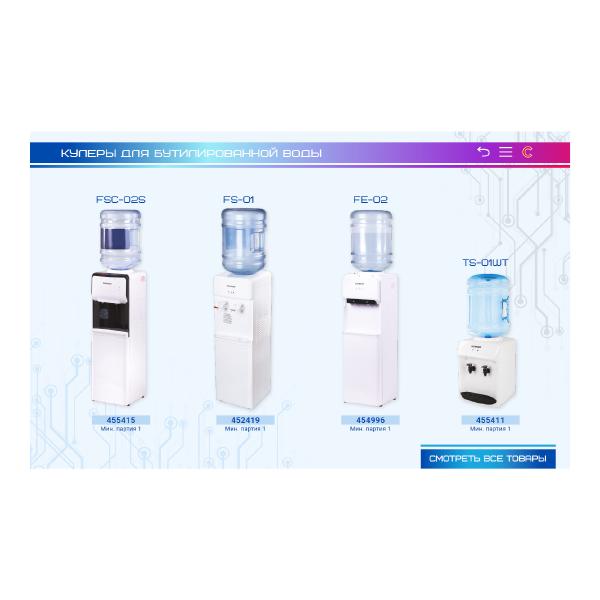 КУЛЕРЫ ДЛЯ БУТИЛИРОВАННОЙ ВОДЫ
FSC-02S
FS-01
FE-02
TS-01WT
455415
Мин. партия 1
452419
Мин. партия 1
454996
Мин. партия 1
455411
Мин. партия 1
СМОТРЕТЬ ВСЕ ТОВАРЫ